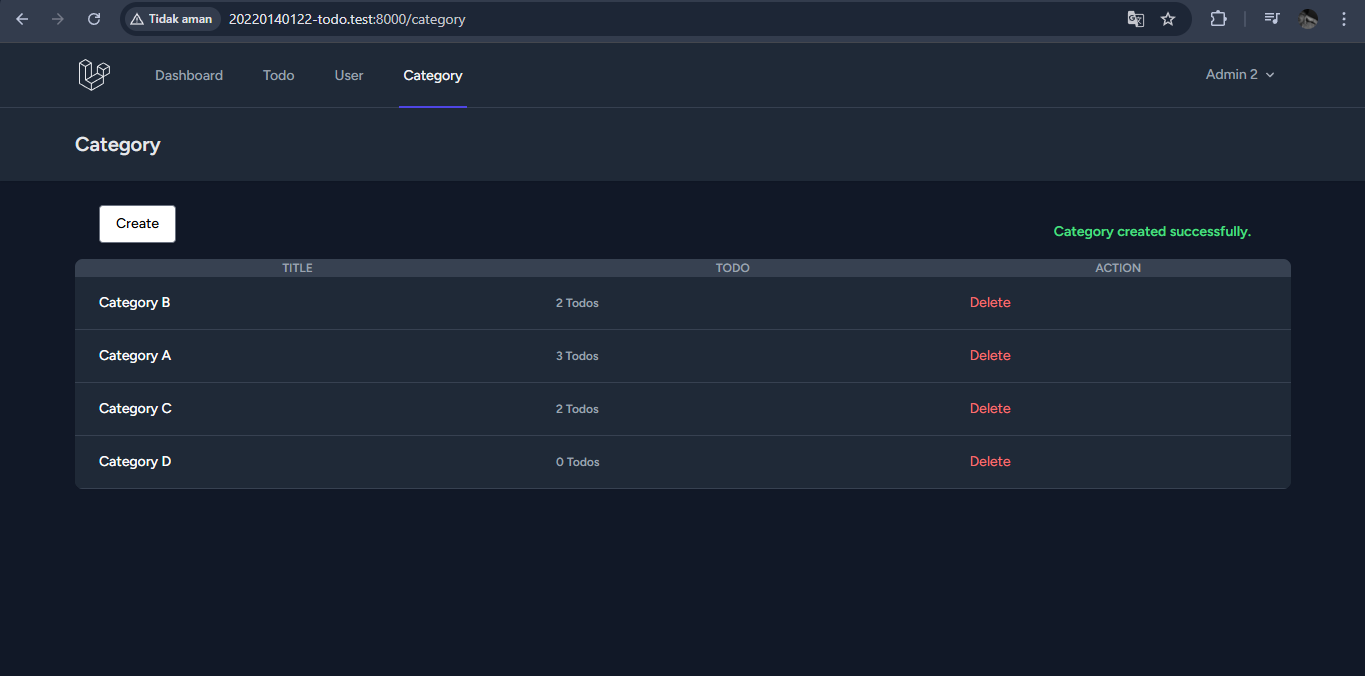 Tidak aman 20220140122-todo.test:8000/category
Dashboard Todo User Category Admin 2
Category
Create
Category created successfully.
TITLE TODO ACTION
Category B 2 Todos Delete
Category A 3 Todos Delete
Category C 2 Todos Delete
Category D 0 Todos Delete